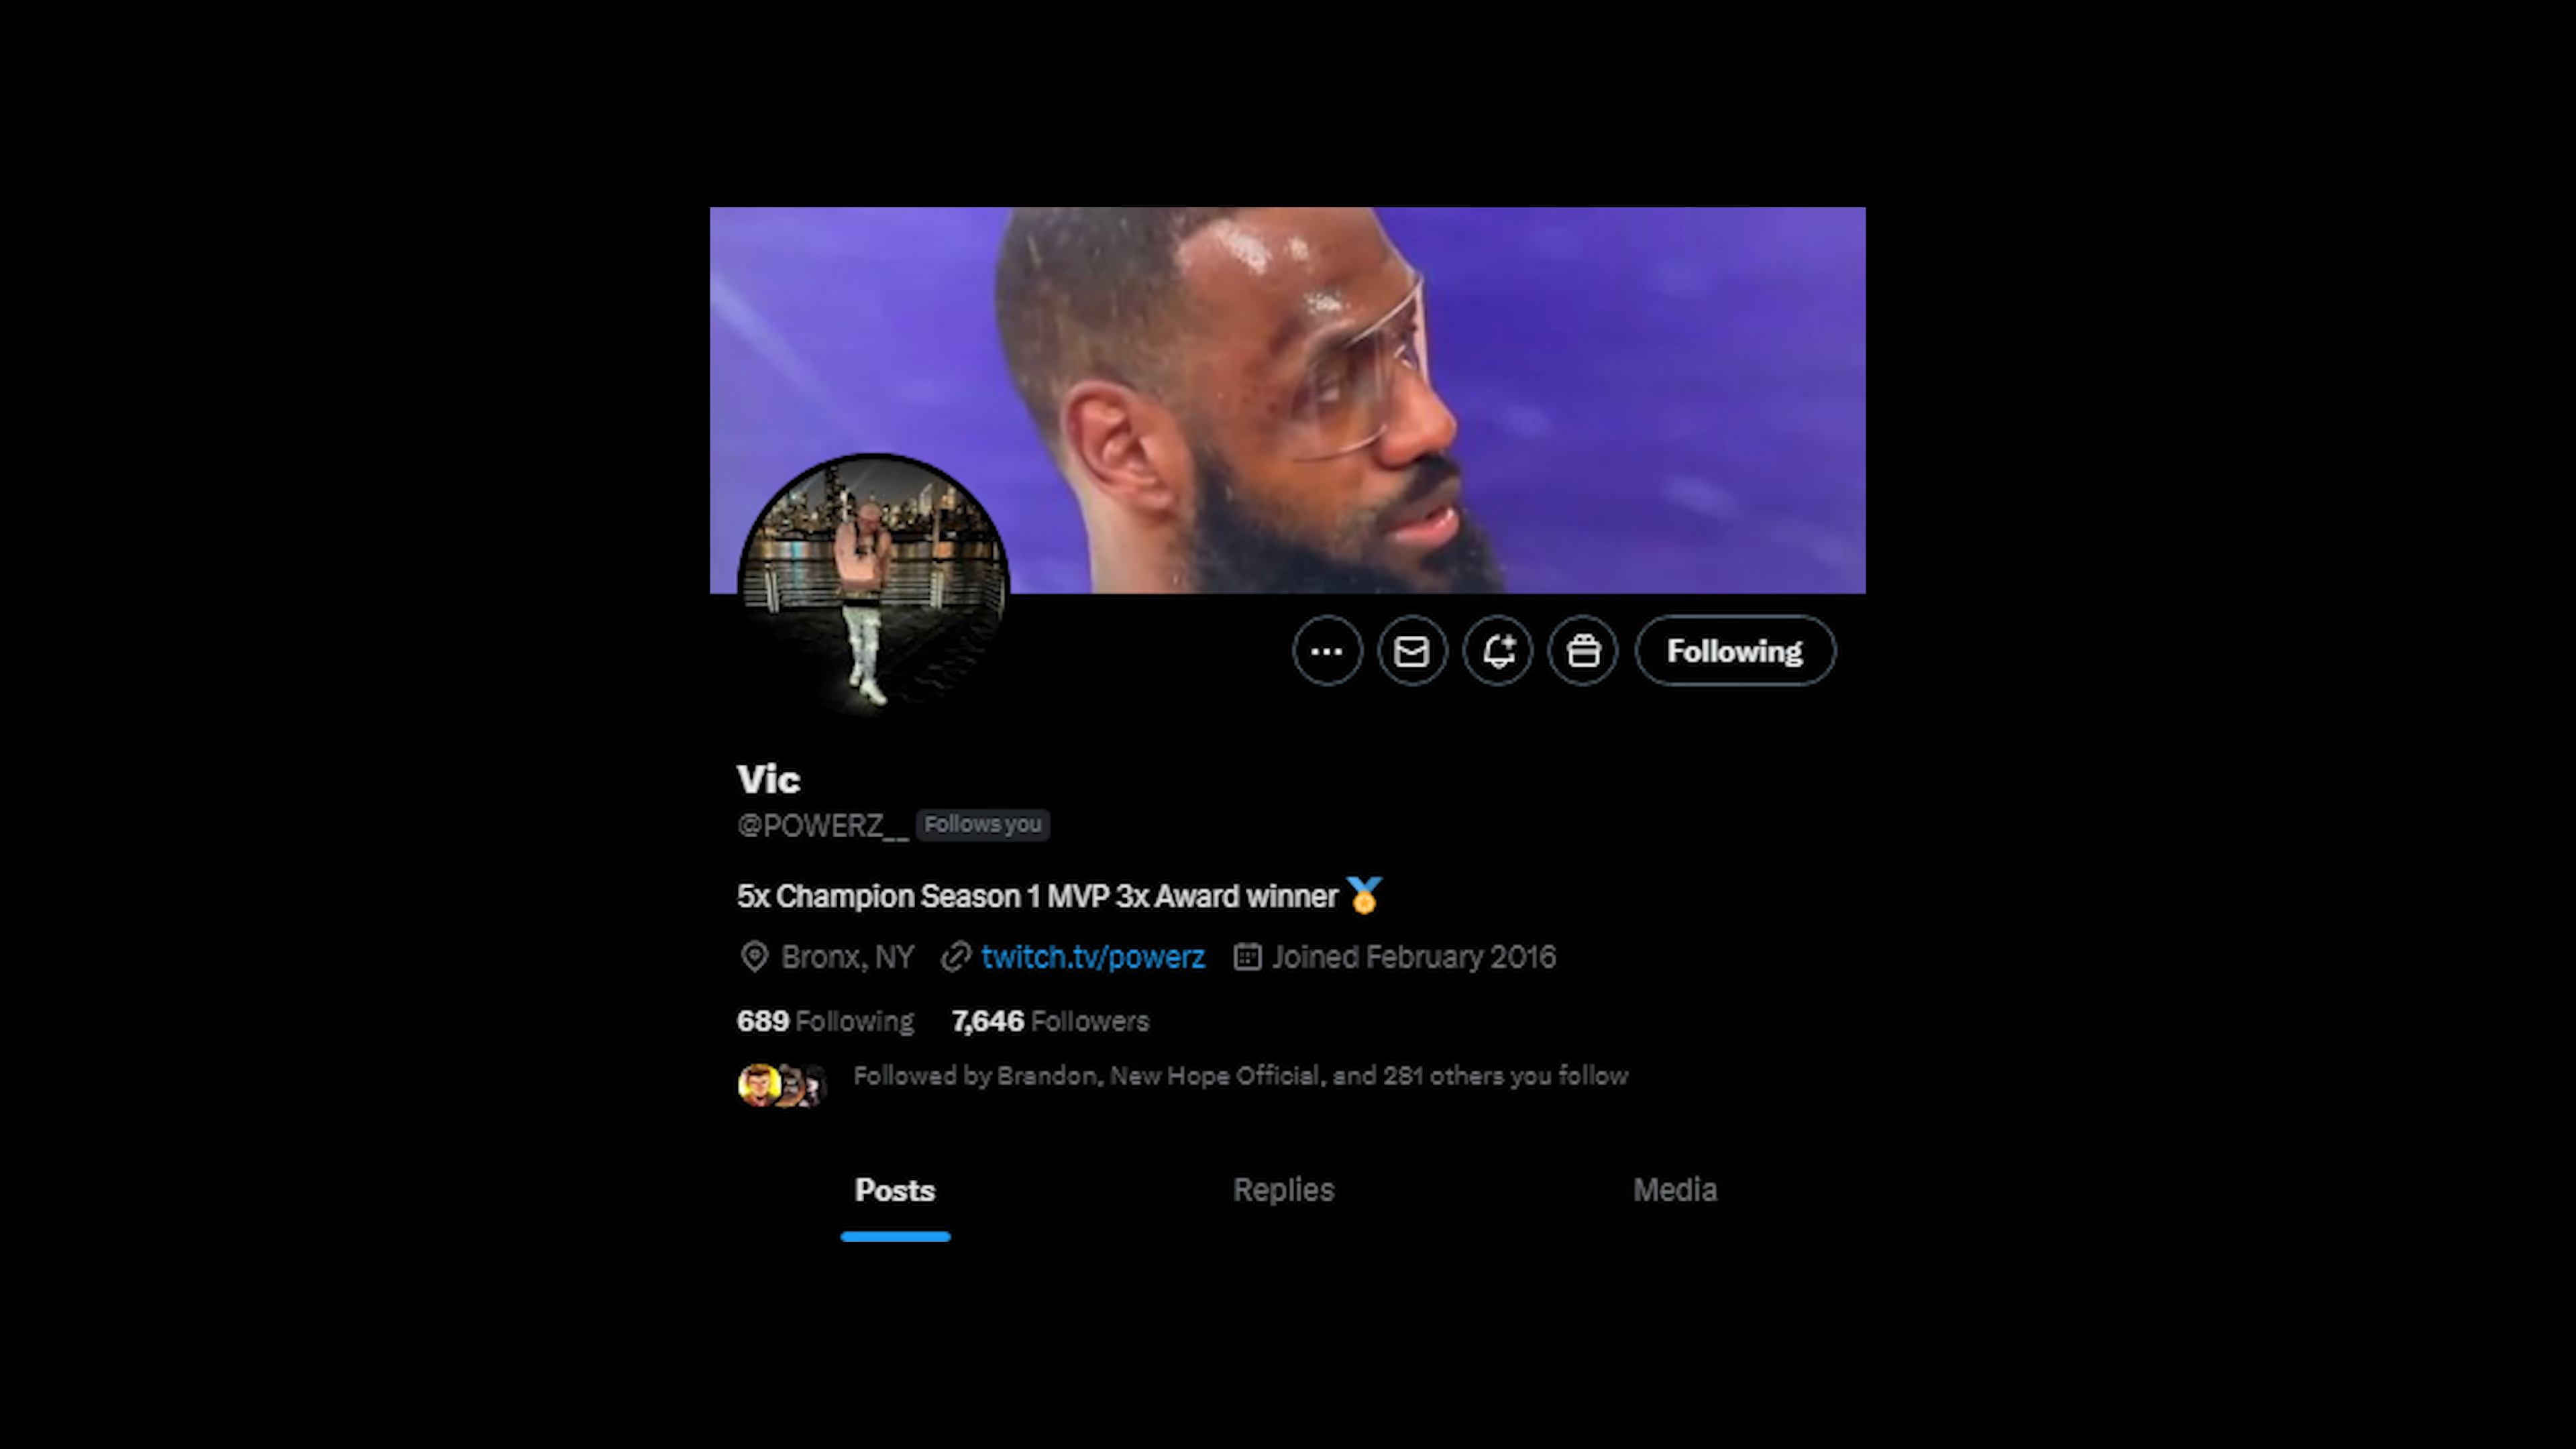 Following
Vic
@POWERZ__ Follows you
5x Champion Season 1 MVP 3x Award winner 🏅
Bronx, NY twitch.tv/powerz Joined February 2016
689 Following 7,646 Followers
Followed by Brandon, New Hope Official, and 281 others you follow
Posts Replies Media